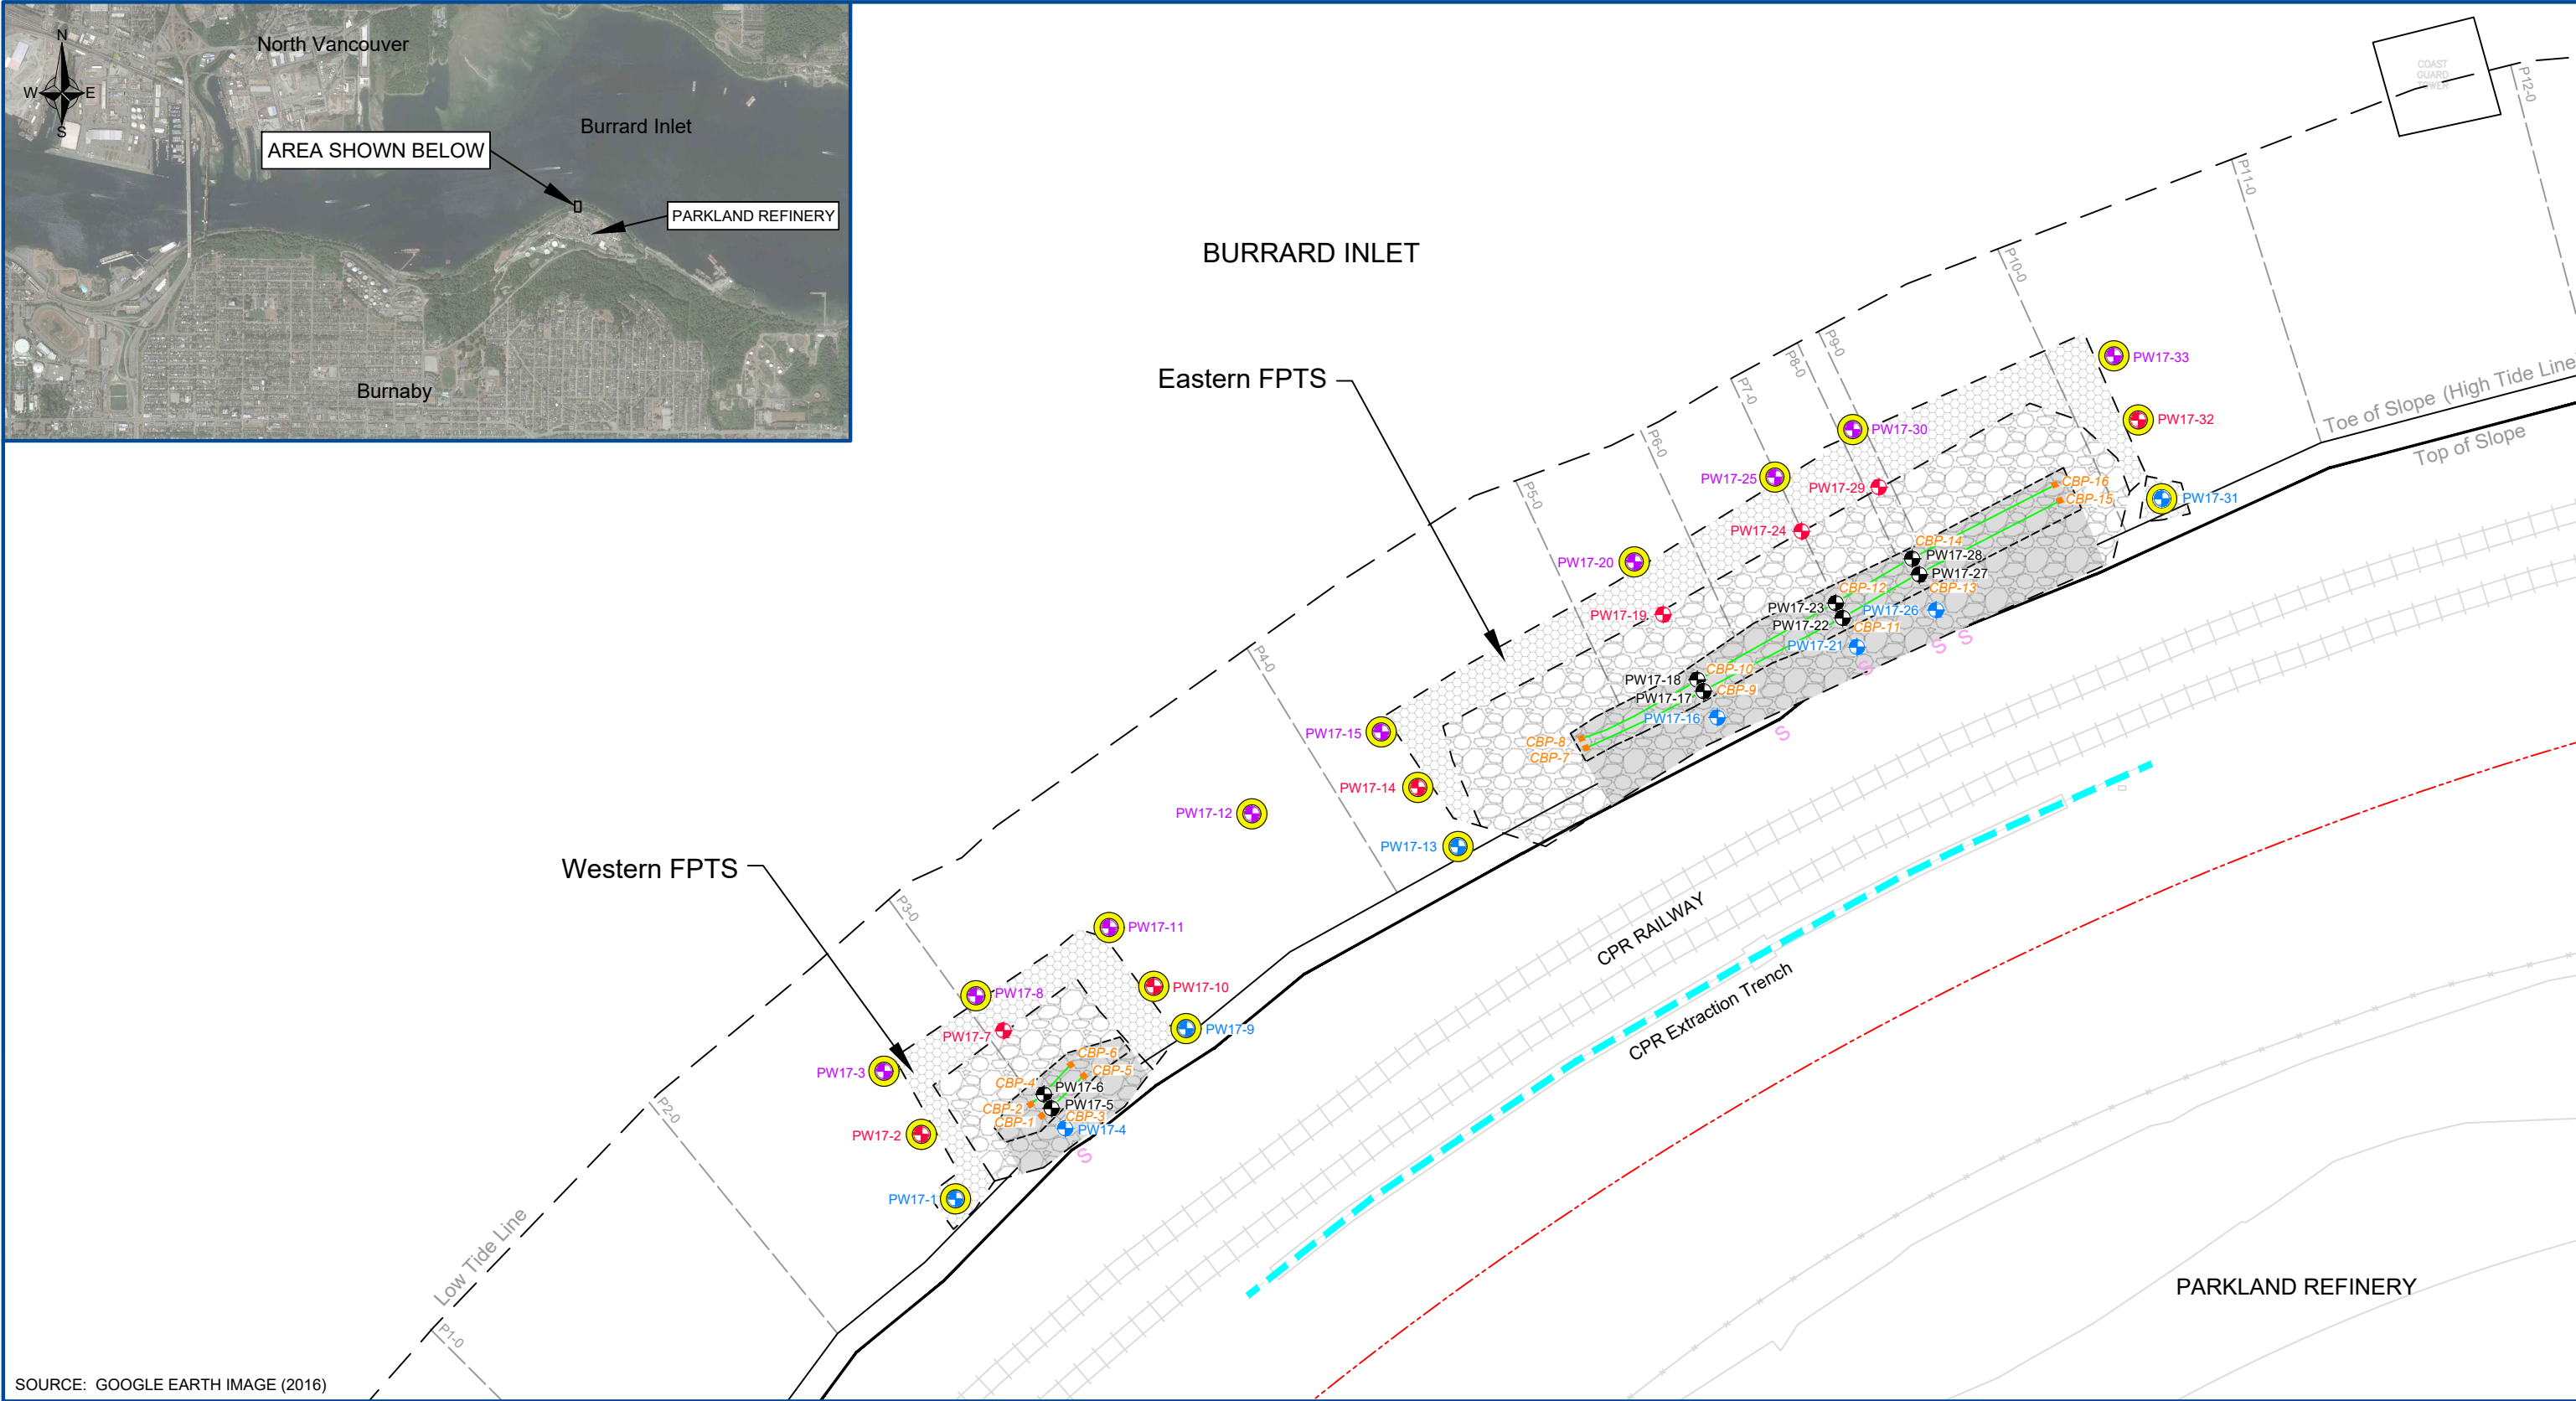 N
W E
S
North Vancouver
Burrard Inlet
AREA SHOWN BELOW
PARKLAND REFINERY
Burnaby
BURRARD INLET
COAST
GUARD
TOWER
P12-0
P11-0
P10-0
P9-0
P8-0
P7-0
P6-0
P5-0
P4-0
P3-0
P2-0
P1-0
Eastern FPTS
Western FPTS
Toe of Slope (High Tide Line
Top of Slope
Low Tide Line
PW17-33
PW17-32
PW17-31
PW17-30
PW17-25
PW17-29
PW17-24
PW17-20
PW17-19
CBP-16
CBP-15
CBP-14
PW17-28
PW17-27
CBP-12
CBP-13
PW17-23
PW17-26
PW17-22
CBP-11
PW17-21
S
S
S
CBP-10
PW17-18
CBP-9
PW17-17
PW17-16
S
PW17-15
CBP-8
CBP-7
PW17-14
PW17-13
PW17-12
PW17-11
PW17-10
PW17-9
PW17-8
PW17-7
PW17-3
CBP-6
CBP-5
CBP-4
PW17-6
CBP-2
PW17-5
CBP-3
CBP-1
PW17-4
PW17-2
S
PW17-1
CPR RAILWAY
CPR Extraction Trench
PARKLAND REFINERY
SOURCE: GOOGLE EARTH IMAGE (2016)